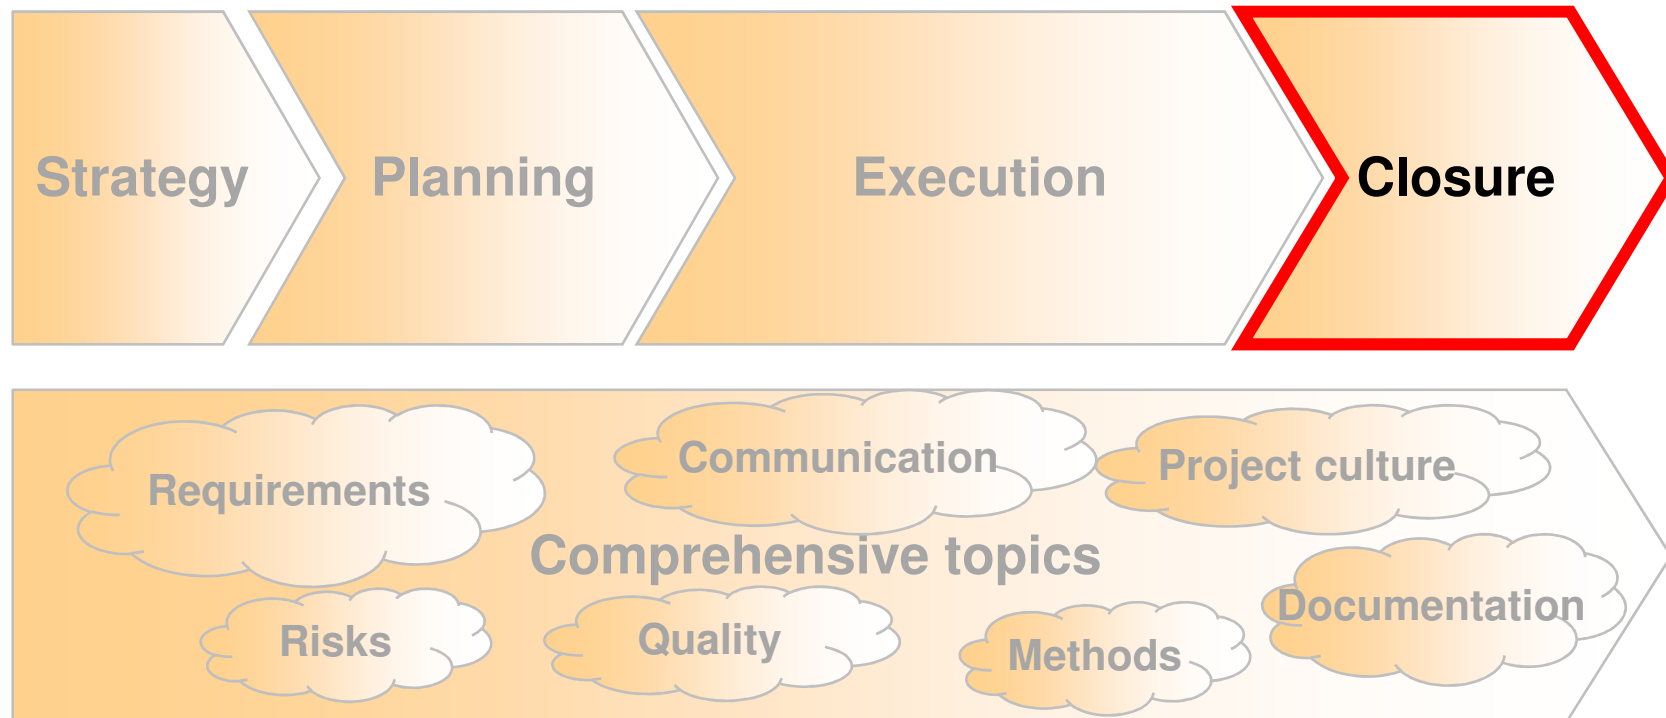 Strategy
Planning
Execution
Closure
Communication
Project culture
Requirements
Comprehensive topics
Documentation
Risks
Quality
Methods